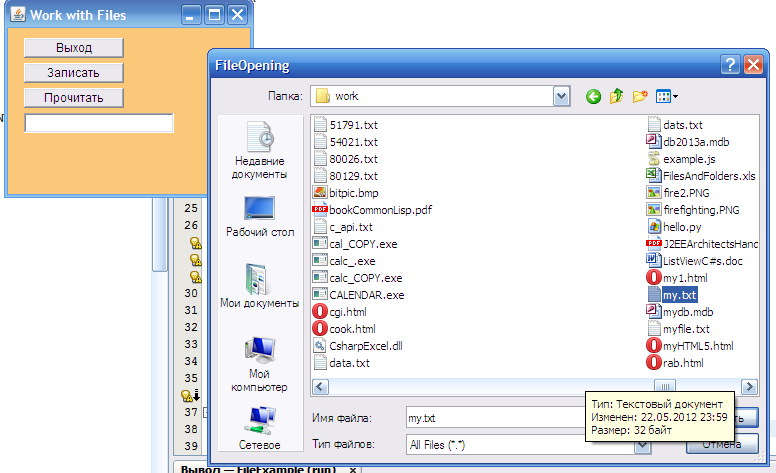 Work with Files
Выход
Записать
Прочитать
FileOpening
Папка:
work
Недавние
документы
Рабочий стол
Мои документы
Мой
компьютер
Сетевое
51791.txt
54021.txt
80026.txt
80129.txt
bitpic.bmp
bookCommonLisp.pdf
c_api.txt
cal_COPY.exe
calc_.exe
calc_COPY.exe
CALENDAR.exe
cgi.html
cook.html
CsharpExcel.dll
data.txt
dats.txt
db2013a.mdb
example.js
FilesAndFolders.xls
fire2.PNG
firefighting.PNG
hello.py
J2EEArchitectsHand
ListViewC#s.doc
my1.html
my.txt
mydb.mdb
myfile.txt
myHTML5.html
rab.html
Имя файла:
my.txt
Тип файлов:
All Files (*.*)
Отмена
Тип: Текстовый документ
Изменен: 22.05.2012 23:59
Размер: 32 байт
25
26
30
31
32
33
34
35
37
38
39
Вывод — FileExample (run) x